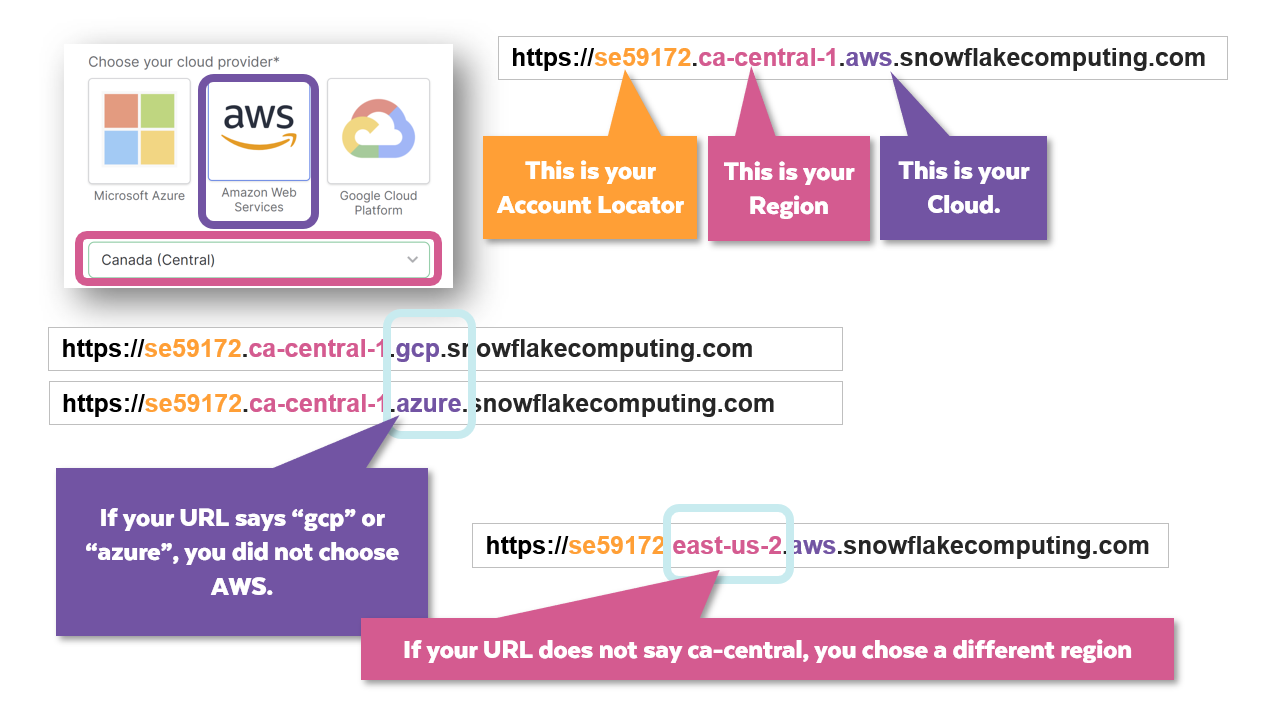 Choose your cloud provider*
aws
Microsoft Azure
Amazon Web
Services
Google Cloud
Platform
Canada (Central)
https://se59172.ca-central-1.aws.snowflakecomputing.com
This is your
Account Locator
This is your
Region
This is your
Cloud.
https://se59172.ca-central-1.gcp.snowflakecomputing.com
https://se59172.ca-central-1.azure.snowflakecomputing.com
If your URL says “gcp” or
“azure”, you did not choose
AWS.
https://se59172.east-us-2.aws.snowflakecomputing.com
If your URL does not say ca-central, you chose a different region